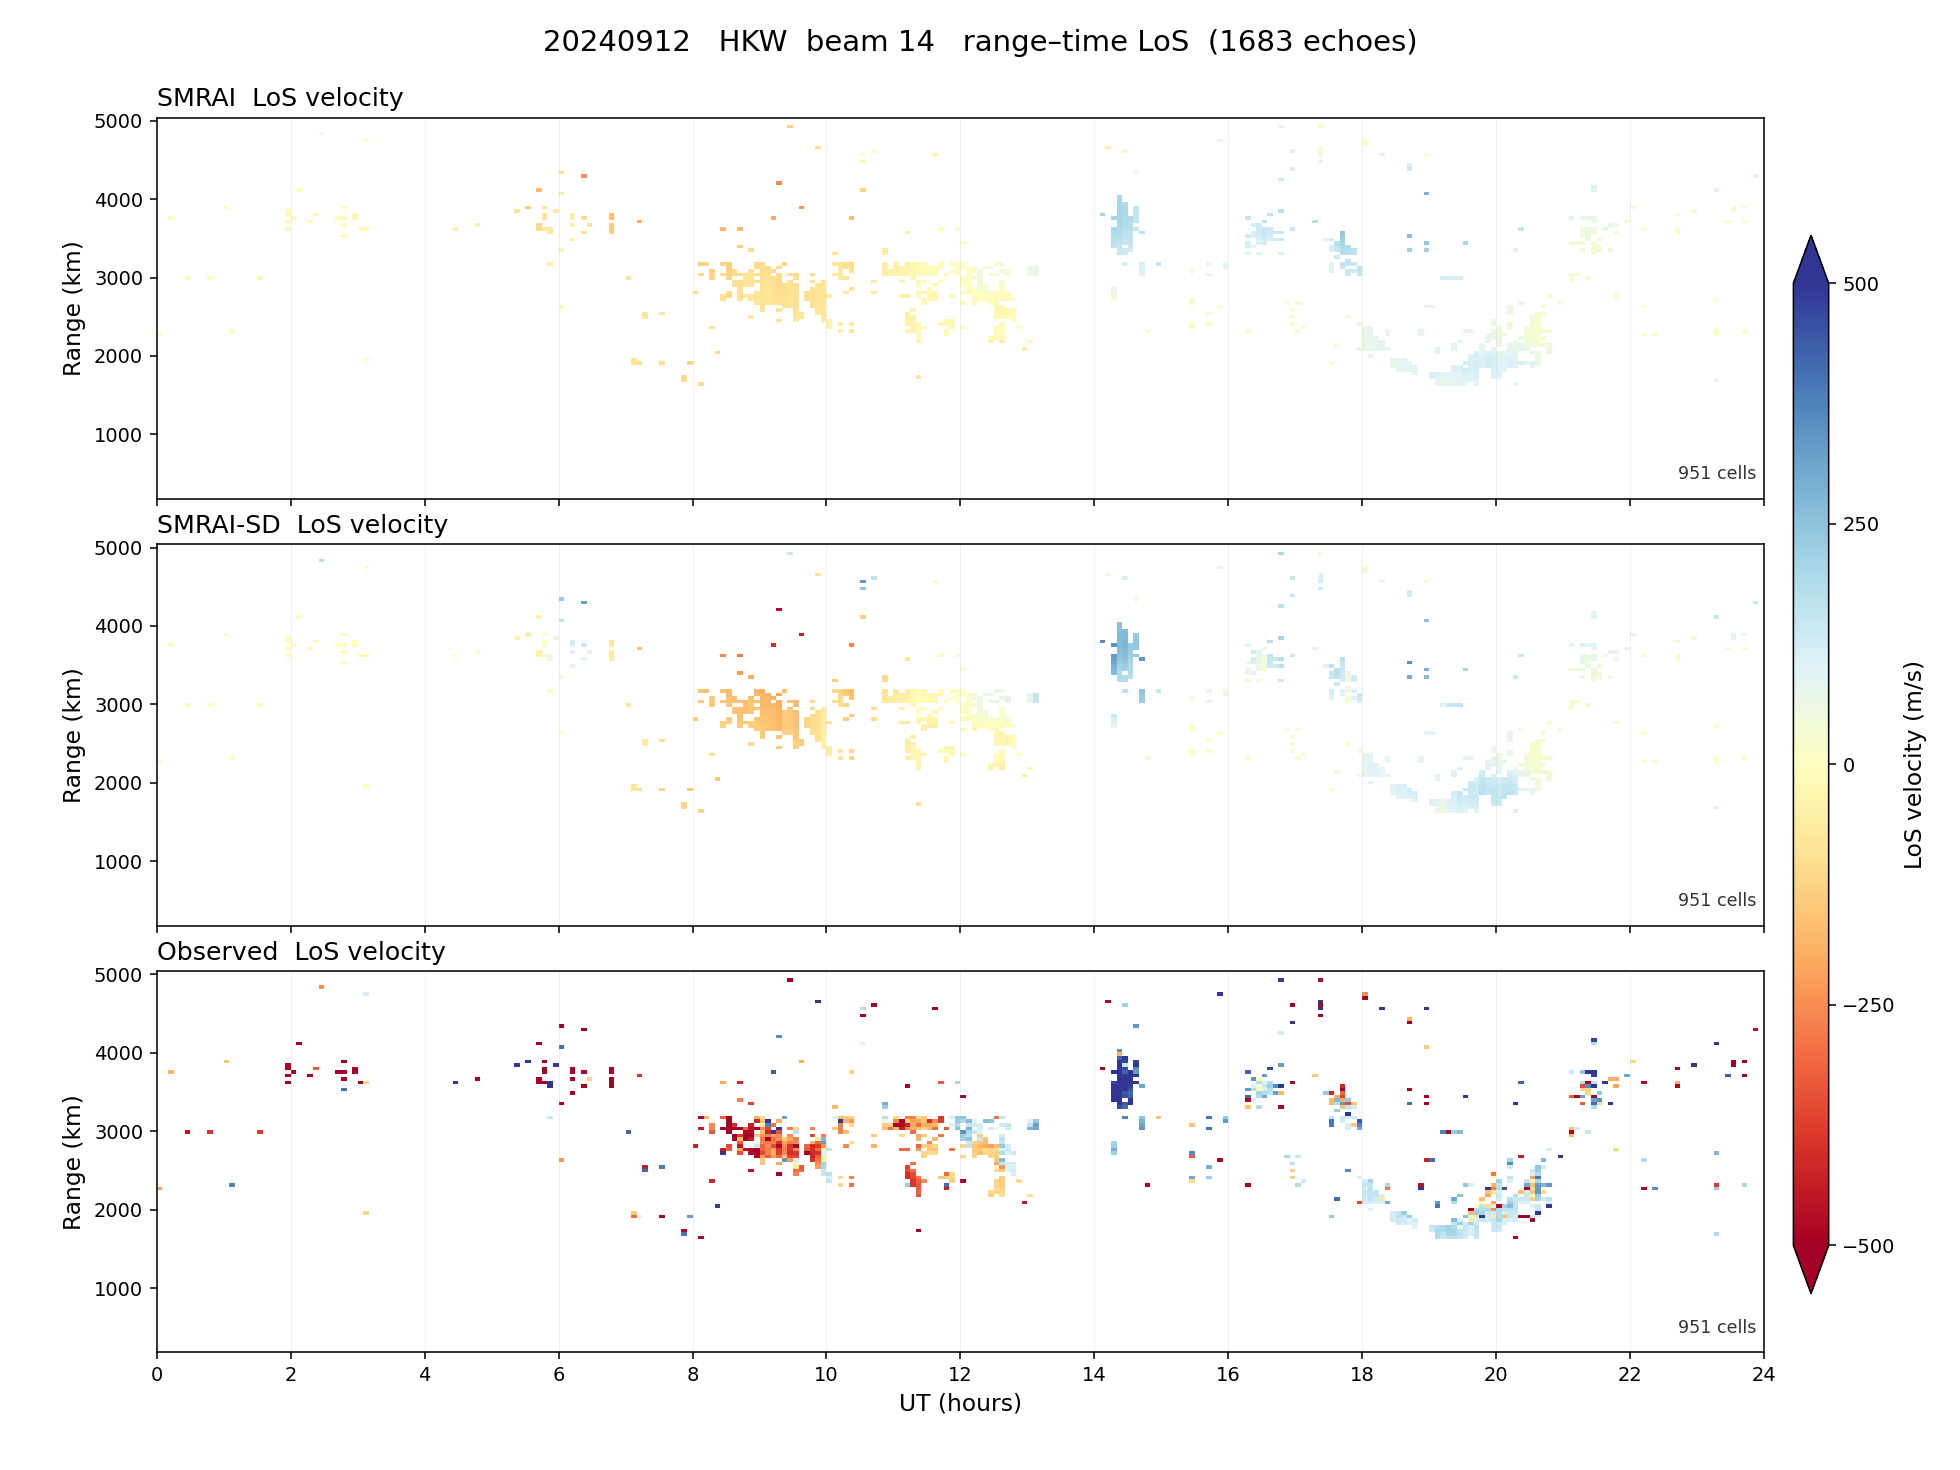 20240912 HKW beam 14 range–time LoS (1683 echoes)
SMRAI LoS velocity
5000
4000
3000
2000
1000
Range (km)
951 cells
SMRAI-SD LoS velocity
5000
4000
3000
2000
1000
Range (km)
951 cells
Observed LoS velocity
5000
4000
3000
2000
1000
Range (km)
951 cells
0 2 4 6 8 10 12 14 16 18 20 22 24
UT (hours)
500
250
0
−250
−500
LoS velocity (m/s)